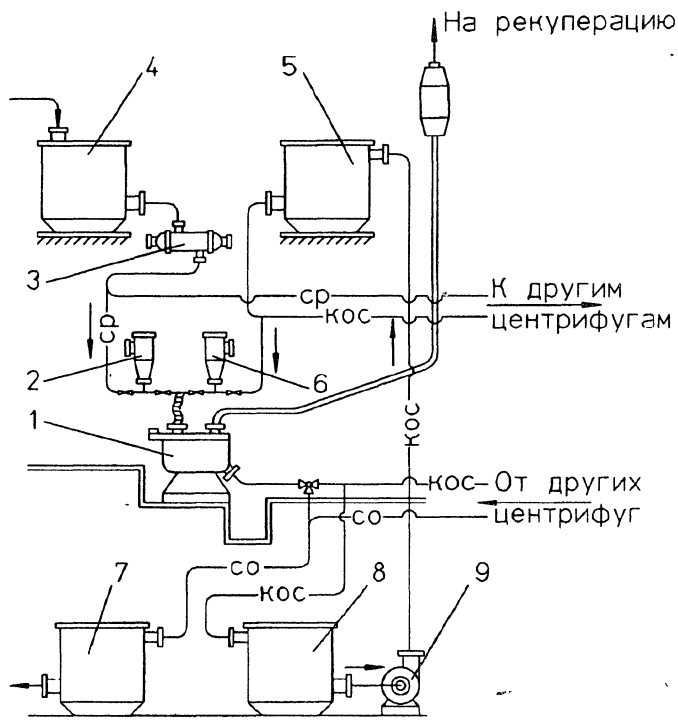 На рекуперацию
4
5
3
ср
К другим
кос
центрифугам
ср
2
6
1
кос
кос
От других
со
центрифуг
со
кос
7
8
9